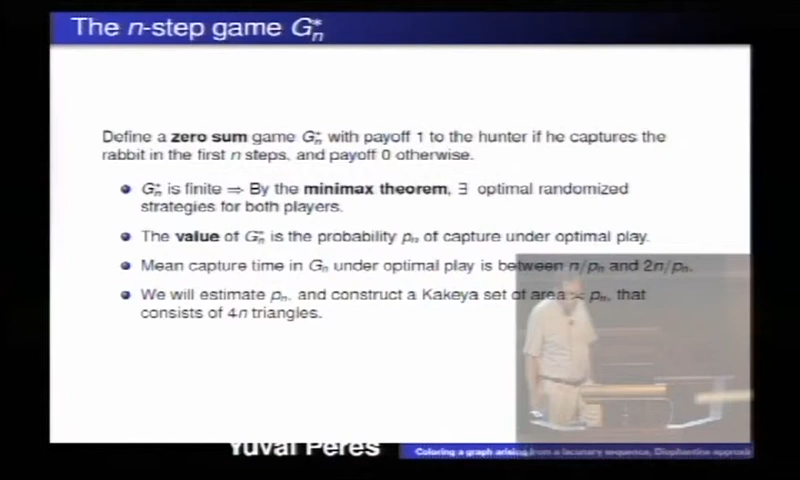 The n-step game G*n
Define a zero sum game G*n with payoff 1 to the hunter if he captures the
rabbit in the first n steps, and payoff 0 otherwise.
• G*n is finite ⇒ By the minimax theorem, ∃ optimal randomized
strategies for both players.
• The value of G*n is the probability pn of capture under optimal play.
• Mean capture time in Gn under optimal play is between n/pn and 2n/pn.
• We will estimate pn, and construct a Kakeya set of area ≍ pn, that
consists of 4n triangles.
Yuval Peres
Coloring a graph arising from a lacunary sequence, Diophantine approxi